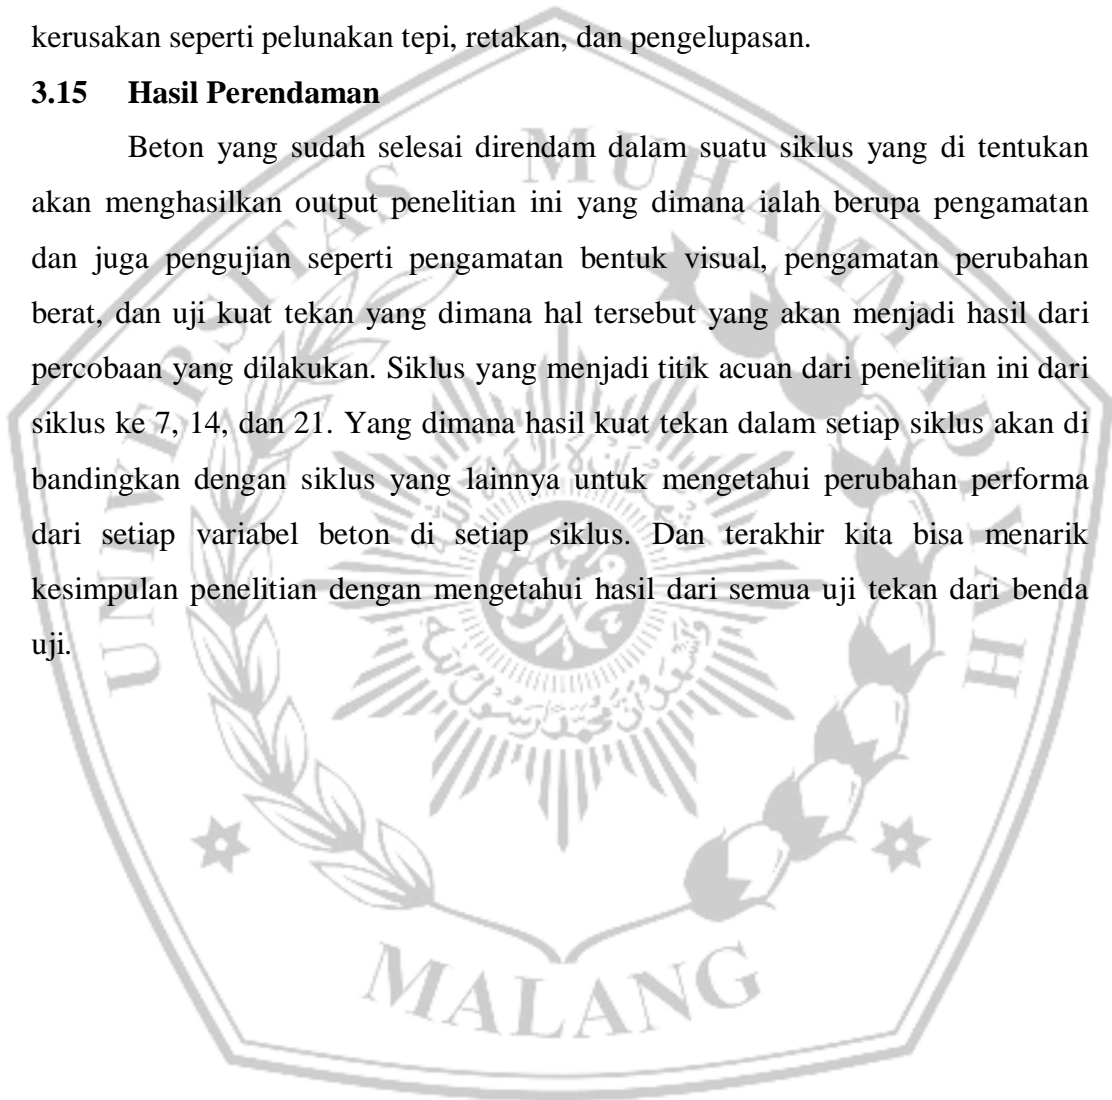 kerusakan seperti pelunakan tepi, retakan, dan pengelupasan.
3.15 Hasil Perendaman
Beton yang sudah selesai direndam dalam suatu siklus yang di tentukan
akan menghasilkan output penelitian ini yang dimana ialah berupa pengamatan
dan juga pengujian seperti pengamatan bentuk visual, pengamatan perubahan
berat, dan uji kuat tekan yang dimana hal tersebut yang akan menjadi hasil dari
percobaan yang dilakukan. Siklus yang menjadi titik acuan dari penelitian ini dari
siklus ke 7, 14, dan 21. Yang dimana hasil kuat tekan dalam setiap siklus akan di
bandingkan dengan siklus yang lainnya untuk mengetahui perubahan performa
dari setiap variabel beton di setiap siklus. Dan terakhir kita bisa menarik
kesimpulan penelitian dengan mengetahui hasil dari semua uji tekan dari benda
uji.
UNIVERSITAS MUHAMMADIYAH
MALANG